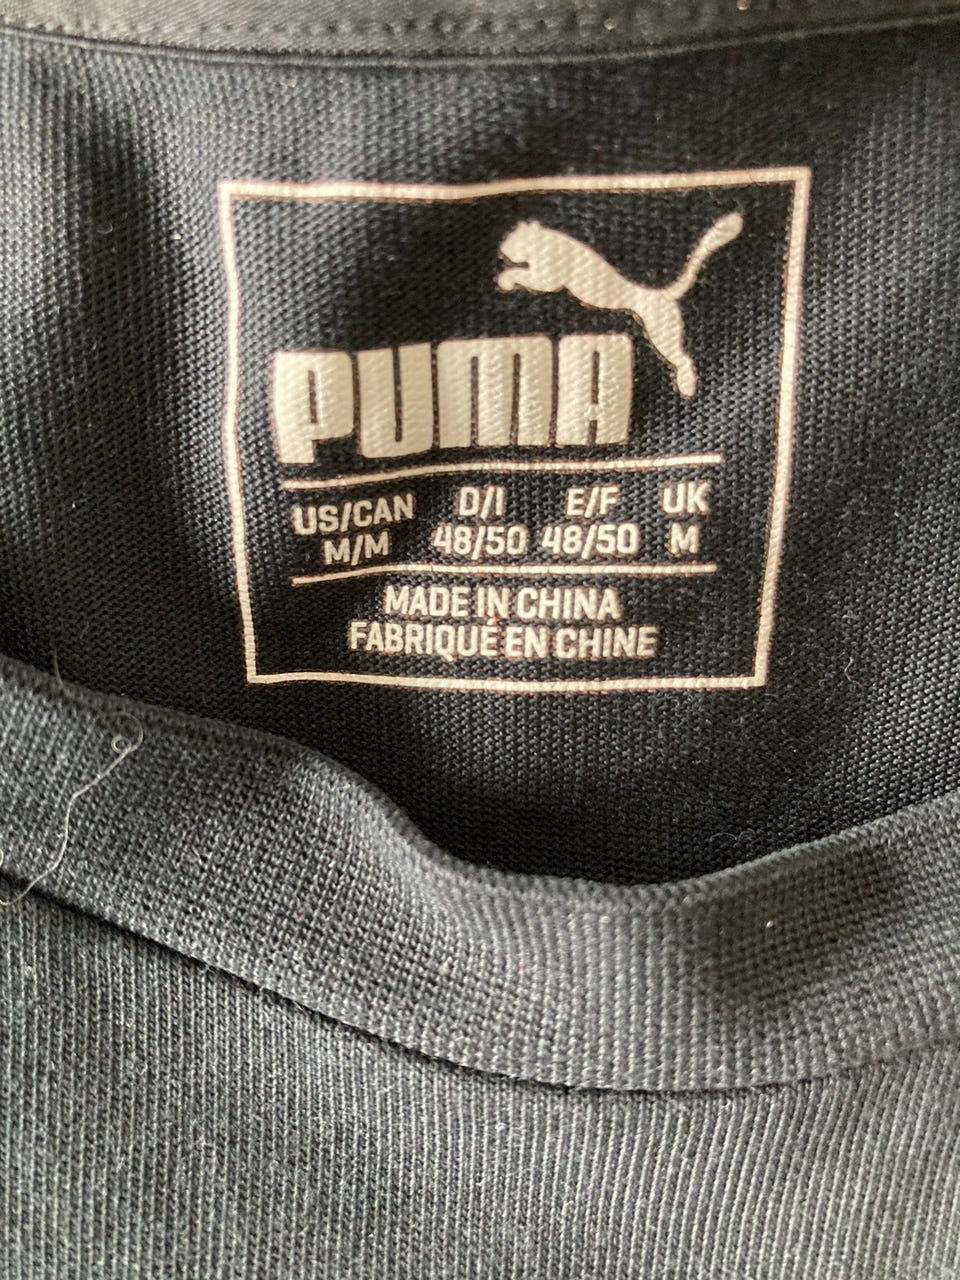 PUMA
US/CAN D/I E/F UK
M/M 48/50 48/50 M
MADE IN CHINA
FABRIQUÉ EN CHINE